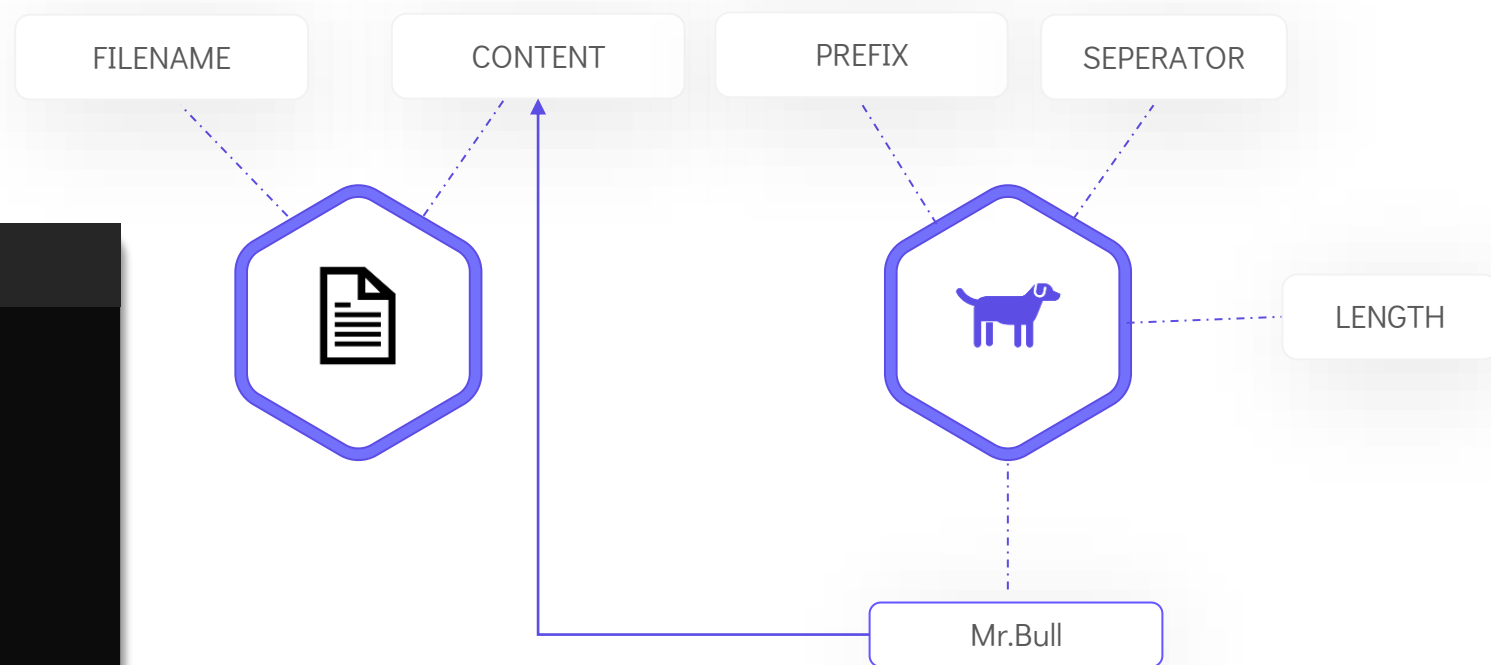 FILENAME
CONTENT
PREFIX
SEPERATOR
LENGTH
Mr.Bull